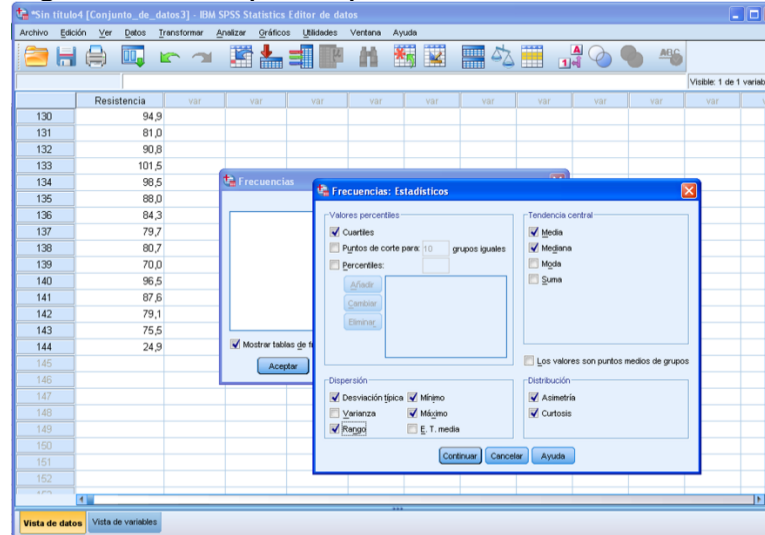 *Sin título4 [Conjunto_de_datos3] - IBM SPSS Statistics Editor de datos
Archivo Edición Ver Datos Transformar Analizar Gráficos Utilidades Ventana Ayuda
Visible: 1 de 1 variab
Resistencia var var var var var var var var
130 94,9
131 81,0
132 90,8
133 101,5
134 98,5
135 88,0
136 84,3
137 79,7
138 80,7
139 70,0
140 96,5
141 87,6
142 79,1
143 75,5
144 24,9
145
146
147
148
149
150
151
152
Frecuencias
Mostrar tablas de f
Aceptar
Frecuencias: Estadísticos
Valores percentiles
Cuartiles
Puntos de corte para: 10 grupos iguales
Percentiles:
Añadir
Cambiar
Eliminar
Tendencia central
Media
Mediana
Moda
Suma
Los valores son puntos medios de grupos
Dispersión
Desviación típica Mínimo
Varianza Máximo
Rango E. T. media
Distribución
Asimetría
Curtosis
Continuar Cancelar Ayuda
Vista de datos Vista de variables